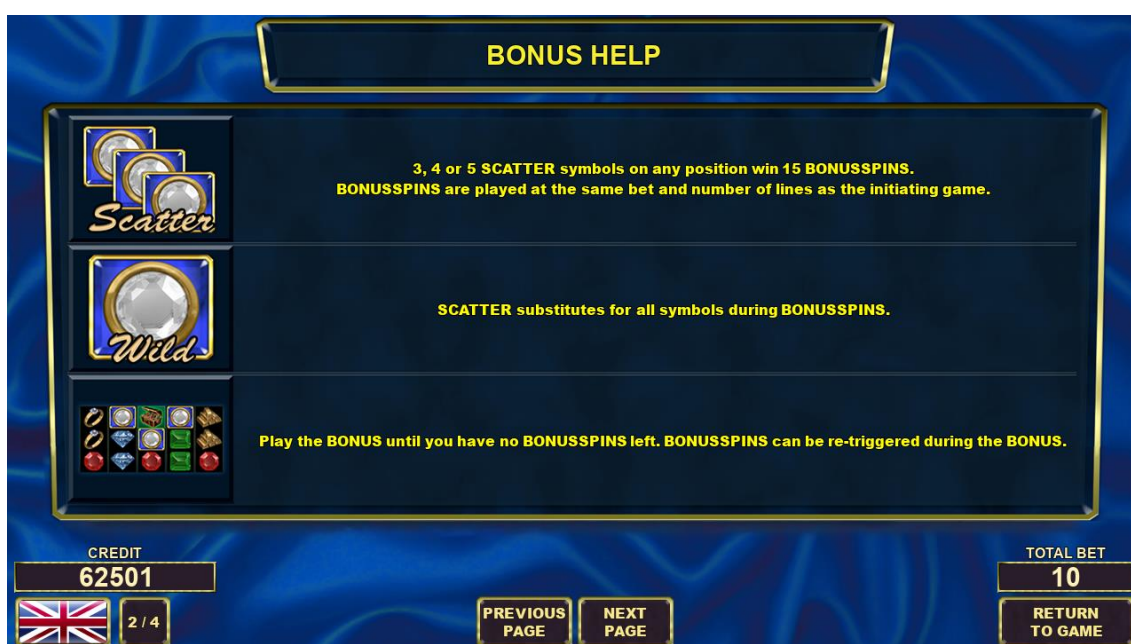 BONUS HELP
3, 4 or 5 SCATTER symbols on any position win 15 BONUSSPINS.
BONUSSPINS are played at the same bet and number of lines as the initiating game.
Scatter
SCATTER substitutes for all symbols during BONUSSPINS.
Wild
Play the BONUS until you have no BONUSSPINS left. BONUSSPINS can be re-triggered during the BONUS.
CREDIT
62501
TOTAL BET
10
2 / 4
PREVIOUS
PAGE
NEXT
PAGE
RETURN
TO GAME